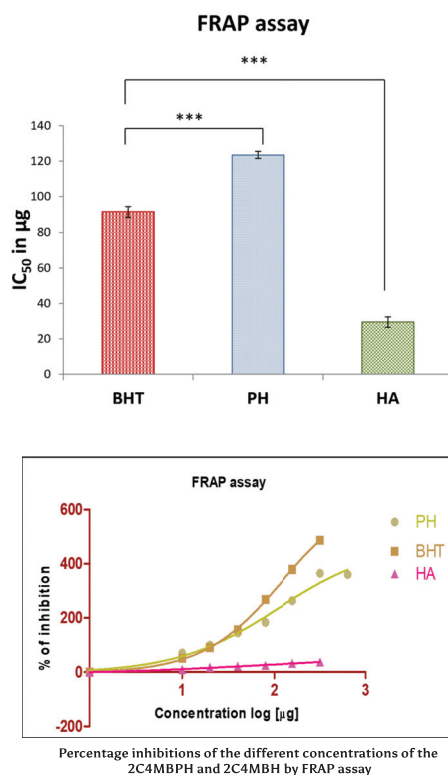 FRAP assay
***
***
IC50 in µg
140
120
100
80
60
40
20
0
BHT PH HA
FRAP assay
% of inhibition
600
400
200
0
-200
1 2 3
Concentration log [µg]
PH
BHT
HA
Percentage inhibitions of the different concentrations of the
2C4MBPH and 2C4MBH by FRAP assay